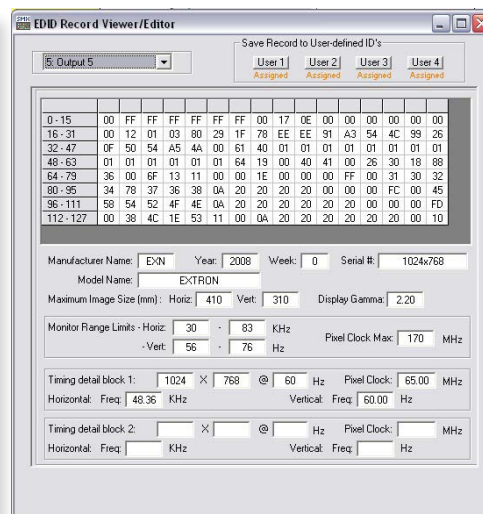 EDID Record Viewer/Editor
Save Record to User-defined ID's
5: Output 5
User 1 User 2 User 3 User 4
Assigned Assigned Assigned Assigned
0 - 15 00 FF FF FF FF FF FF 00 17 0E 00 00 00 00 00 00
16 - 31 00 12 01 03 80 29 1F 78 EE EE 91 A3 54 4C 99 26
32 - 47 0F 50 54 A5 4A 00 61 40 01 01 01 01 01 01 01 01
48 - 63 01 01 01 01 01 01 64 19 00 40 41 00 26 30 18 88
64 - 79 36 00 6F 13 11 00 00 1E 00 00 00 FF 00 31 30 32
80 - 95 34 78 37 36 38 0A 20 20 20 20 00 00 00 FC 00 45
96 - 111 58 54 52 4F 4E 0A 20 20 20 20 20 20 00 00 00 FD
112 - 127 00 38 4C 1E 53 11 00 0A 20 20 20 20 20 20 00 10
Manufacturer Name: EXN Year: 2008 Week: 0 Serial #: 1024x768
Model Name: EXTRON
Maximum Image Size (mm) : Horiz: 410 Vert: 310 Display Gamma: 2.20
Monitor Range Limits - Horiz: 30 - 83 KHz
Pixel Clock Max: 170 MHz
- Vert: 56 - 76 Hz
Timing detail block 1: 1024 X 768 @ 60 Hz Pixel Clock: 65.00 MHz
Horizontal: Freq: 48.36 KHz Vertical: Freq: 60.00 Hz
Timing detail block 2: X @ Hz Pixel Clock: MHz
Horizontal: Freq: KHz Vertical: Freq: Hz